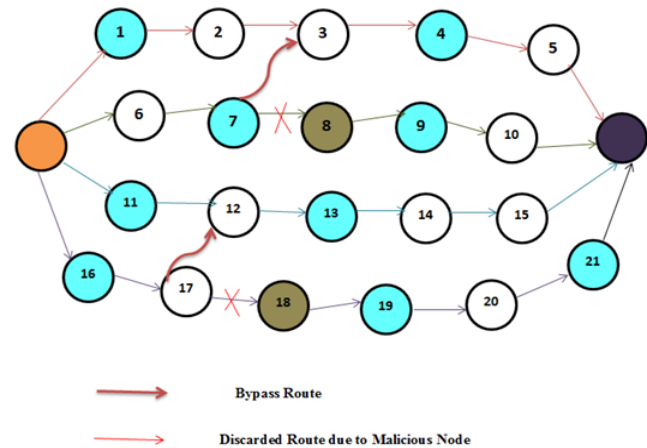 1 2 3 4 5
6 7 8 9 10
11 12 13 14 15
16 17 18 19 20 21
Bypass Route
Discarded Route due to Malicious Node